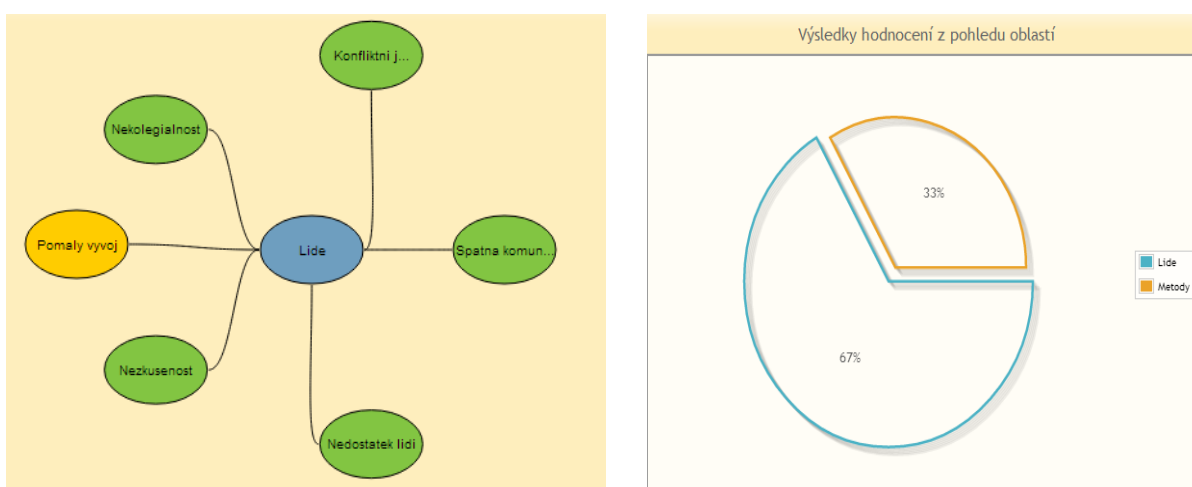 Konfliktni j...
Nekolegialnost
Pomaly vyvoj
Lide
Spatna komun...
Nezkusenost
Nedostatek lidi
Výsledky hodnocení z pohledu oblastí
33%
67%
Lide
Metody